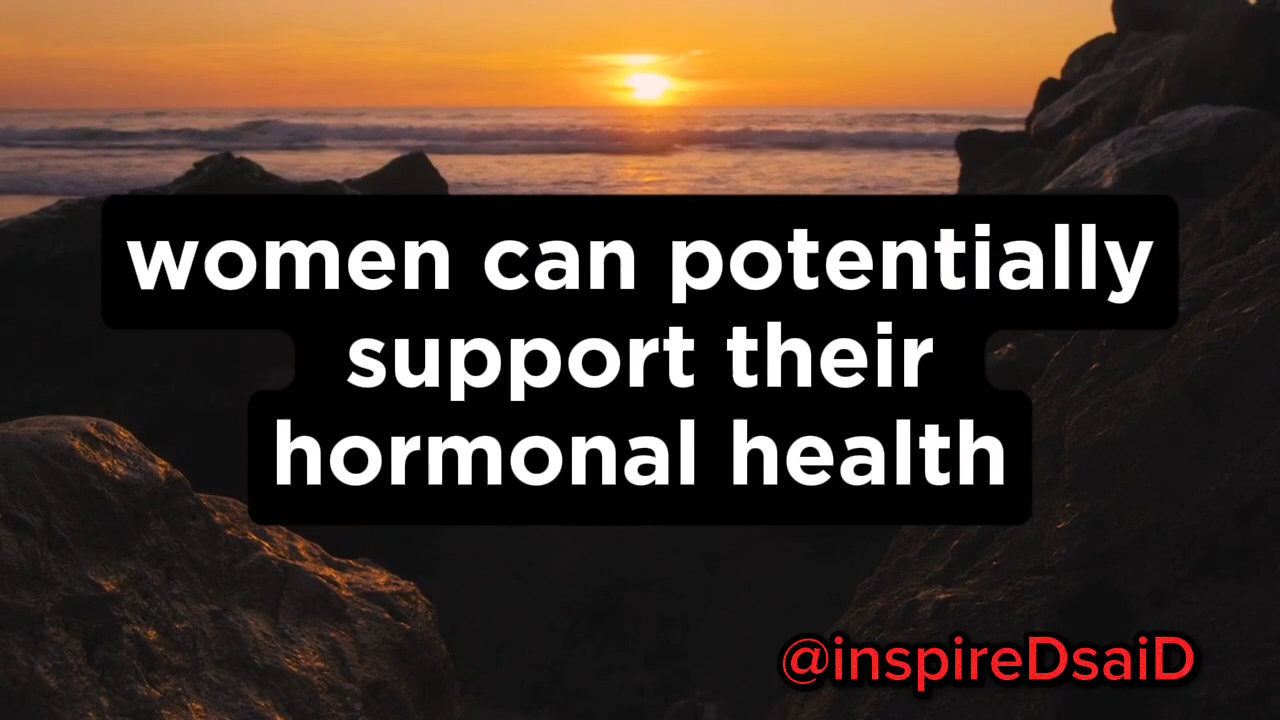 women can potentially
support their
hormonal health
@inspireDsaiD